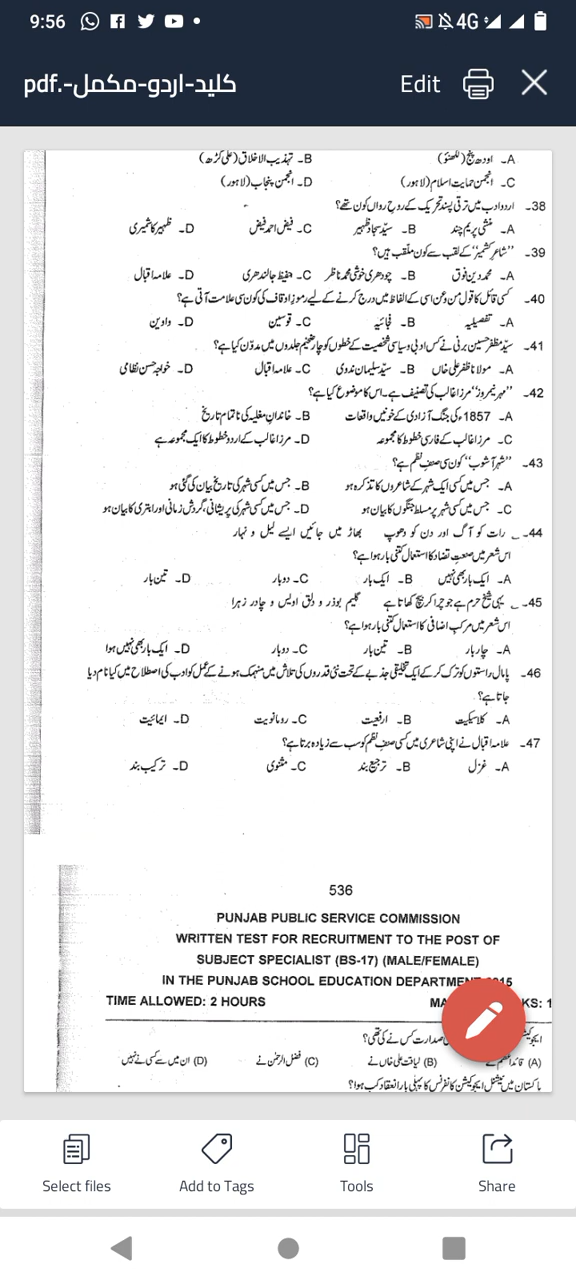 9:56 4G
کلید-اردو-مکمل-.pdf Edit
A۔ اودھ پنچ (لکھنؤ) B۔ تہذیب الاخلاق (علی گڑھ)
C۔ انجمن حمایت اسلام (لاہور) D۔ انجمن پنجاب (لاہور)
38۔ اردو ادب میں ترقی پسند تحریک کے روح رواں کون تھے؟
A۔ منشی پریم چند B۔ سیّد سجاد ظہیر C۔ فیض احمد فیض D۔ ظہیر کاشمیری
39۔ ”شاعر کشمیر“ کے لقب سے کون ملقب ہیں؟
A۔ محمد دین فوق B۔ چودھری خوشی محمد ناظر C۔ حفیظ جالندھری D۔ علامہ اقبال
40۔ کسی قائل کا قول من و عن اسی کے الفاظ میں درج کرنے کے لیے رموز اوقاف کی کون سی علامت آتی ہے؟
A۔ تفصیلیہ B۔ فجائیہ C۔ قوسین D۔ واوین
41۔ سیّد مظفر حسین برنی نے کس ادبی و سیاسی شخصیت کے خطوں کو چار ضخیم جلدوں میں مدوّن کیا ہے؟
A۔ مولانا ظفر علی خاں B۔ سیّد سلیمان ندوی C۔ علامہ اقبال D۔ خواجہ حسن نظامی
42۔ ”مہر نیمروز“ مرزا غالب کی تصنیف ہے۔ اس کا موضوع کیا ہے؟
A۔ 1857ء کی جنگ آزادی کے خونیں واقعات B۔ خاندانِ مغلیہ کی ناتمام تاریخ
C۔ مرزا غالب کے فارسی خطوط کا مجموعہ D۔ مرزا غالب کے اردو خطوط کا ایک مجموعہ ہے
43۔ ”شہر آشوب“ کون سی صنفِ نظم ہے؟
A۔ جس میں کسی ایک شہر کے شاعروں کا تذکرہ ہو B۔ جس میں کسی شہر کی تاریخ بیان کی گئی ہو
C۔ جس میں کسی شہر پر مسلط جنگوں کا بیان ہو D۔ جس میں کسی شہر کی پریشانی، گردش زمانی اور ابتری کا بیان ہو
44۔ رات کو آگ اور دن کو دھوپ بھاڑ میں جائیں ایسے لیل و نہار
اس شعر میں صنعتِ تضاد کا استعمال کتنی بار ہوا ہے؟
A۔ ایک بار بھی نہیں B۔ ایک بار C۔ دو بار D۔ تین بار
45۔ یہی شیخ حرم ہے جو چرا کر بیچ کھاتا ہے گلیم بوذر و دلق اویس و چادر زہرا
اس شعر میں مرکب اضافی کا استعمال کتنی بار ہوا ہے؟
A۔ چار بار B۔ تین بار C۔ دو بار D۔ ایک بار بھی نہیں ہوا
46۔ پامال راستوں کو ترک کر کے ایک تخلیقی جذبے کے تحت نئی قدروں کی تلاش میں منہمک ہونے کے عمل کو ادب کی اصطلاح میں کیا نام دیا
جاتا ہے؟
A۔ کلاسیکیت B۔ ارفعیت C۔ رومانویت D۔ ایمائیت
47۔ علامہ اقبال نے اپنی شاعری میں کسی صنفِ نظم کو سب سے زیادہ برتا ہے؟
A۔ غزل B۔ ترجیع بند C۔ مثنوی D۔ ترکیب بند
536
PUNJAB PUBLIC SERVICE COMMISSION
WRITTEN TEST FOR RECRUITMENT TO THE POST OF
SUBJECT SPECIALIST (BS-17) (MALE/FEMALE)
IN THE PUNJAB SCHOOL EDUCATION DEPARTMENT 2015
TIME ALLOWED: 2 HOURS
صدارت کس نے کی تھی؟
(A) (B) لیاقت علی خاں نے (C) فضل الرحمٰن نے (D) ان میں سے کسی نے نہیں
پاکستان میں نیشنل ایجوکیشن کانفرنس کا پہلی بار انعقاد کب ہوا؟
Select files Add to Tags Tools Share